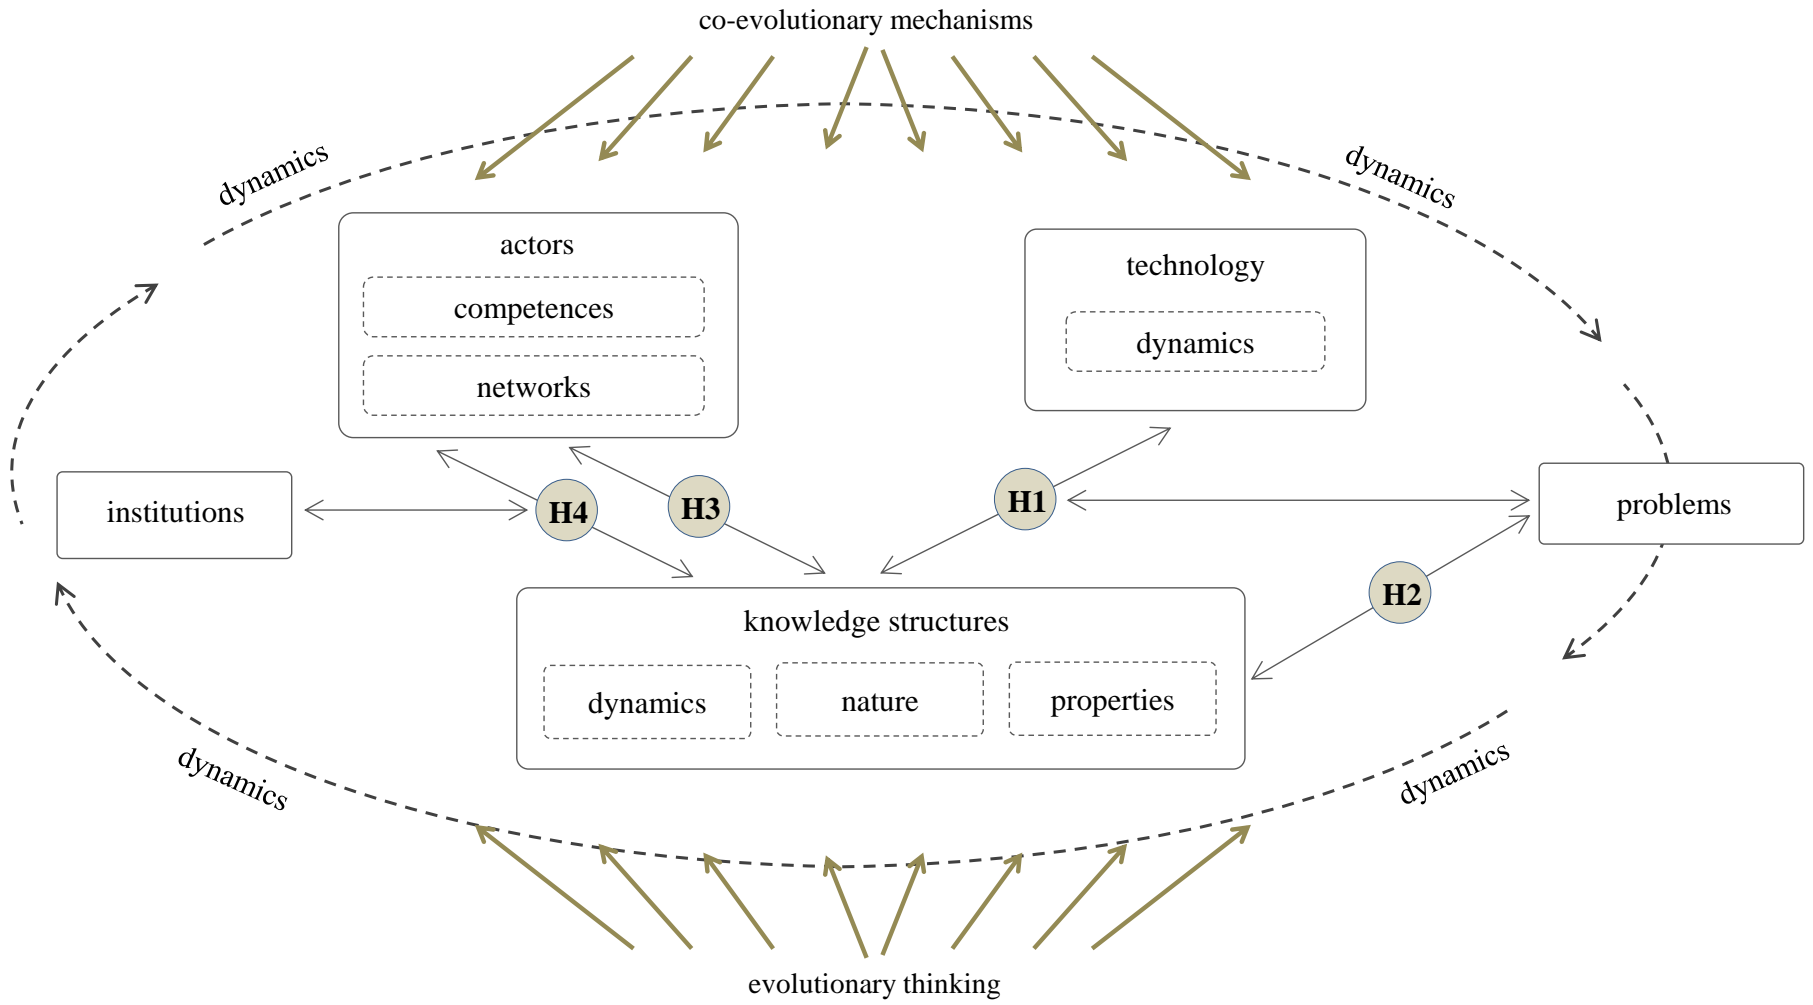 co-evolutionary mechanisms
dynamics
dynamics
actors
competences
networks
technology
dynamics
institutions
H4
H3
H1
problems
H2
knowledge structures
dynamics
nature
properties
dynamics
dynamics
evolutionary thinking